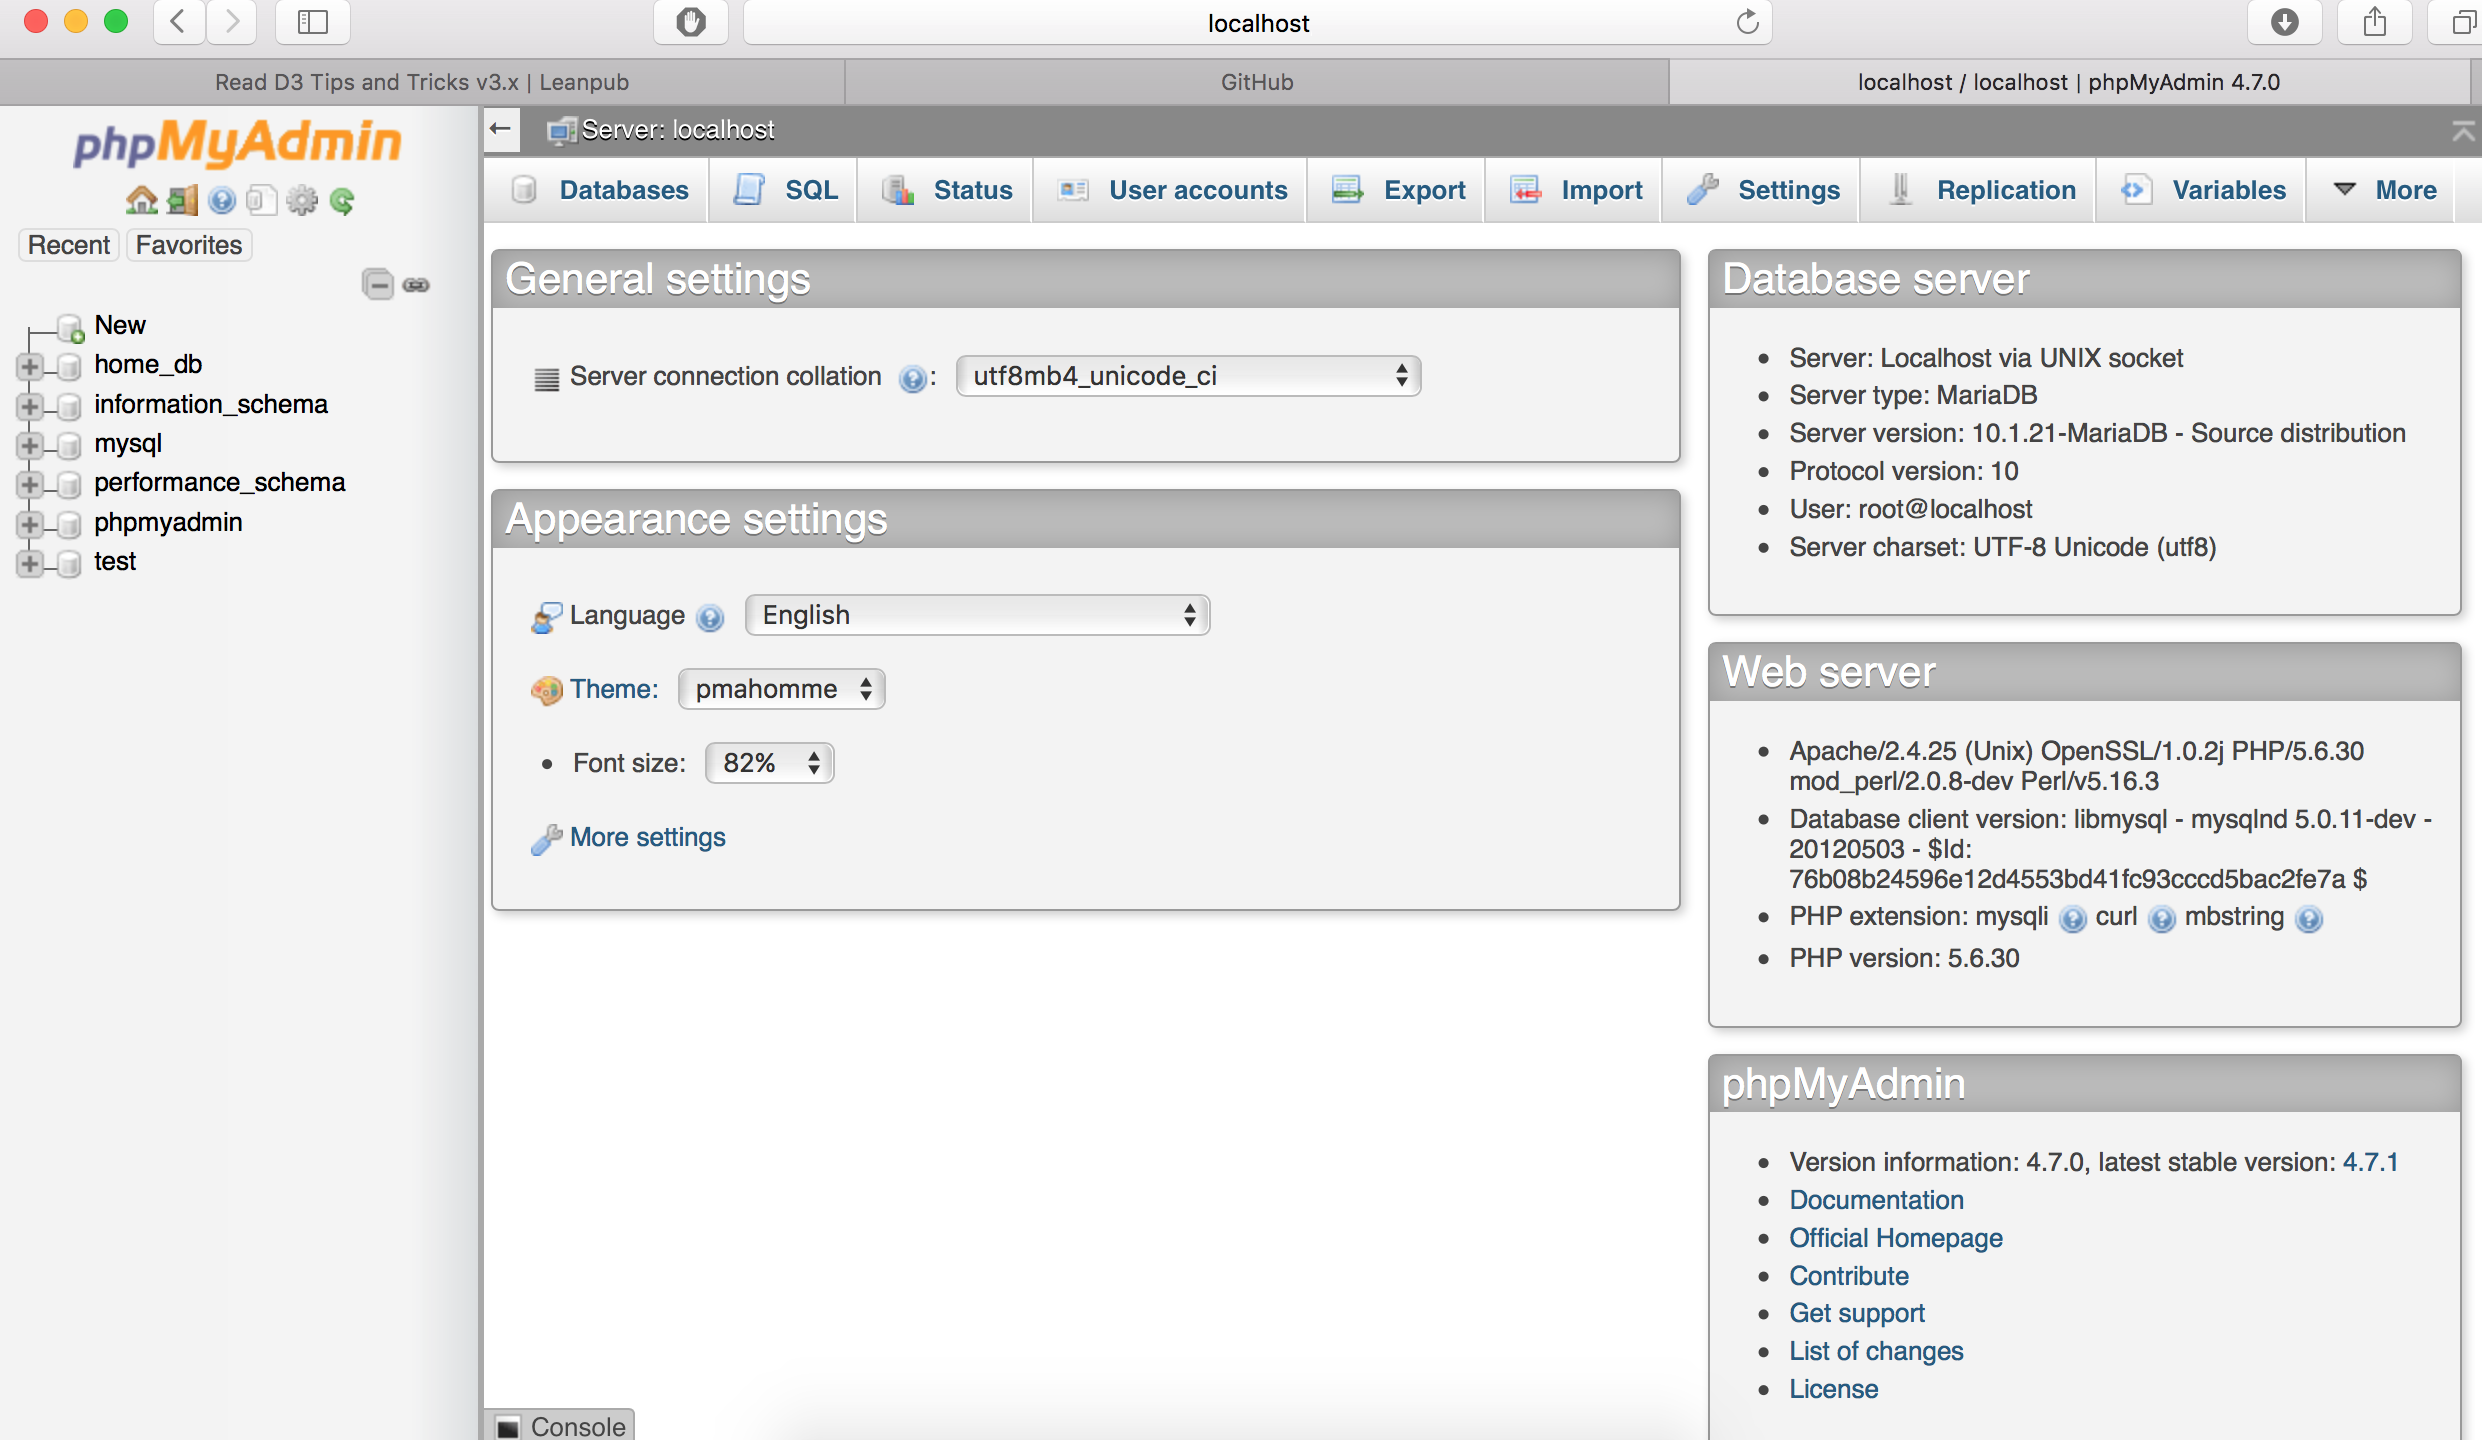 localhost
Read D3 Tips and Tricks v3.x | Leanpub
GitHub
localhost / localhost | phpMyAdmin 4.7.0
phpMyAdmin
Recent
Favorites
New
home_db
information_schema
mysql
performance_schema
phpmyadmin
test
Server: localhost
Databases
SQL
Status
User accounts
Export
Import
Settings
Replication
Variables
More
General settings
Server connection collation :
utf8mb4_unicode_ci
Appearance settings
Language
English
Theme:
pmahomme
Font size:
82%
More settings
Database server
Server: Localhost via UNIX socket
Server type: MariaDB
Server version: 10.1.21-MariaDB - Source distribution
Protocol version: 10
User: root@localhost
Server charset: UTF-8 Unicode (utf8)
Web server
Apache/2.4.25 (Unix) OpenSSL/1.0.2j PHP/5.6.30
mod_perl/2.0.8-dev Perl/v5.16.3
Database client version: libmysql - mysqlnd 5.0.11-dev -
20120503 - $Id:
76b08b24596e12d4553bd41fc93cccd5bac2fe7a $
PHP extension: mysqli curl mbstring
PHP version: 5.6.30
phpMyAdmin
Version information: 4.7.0, latest stable version: 4.7.1
Documentation
Official Homepage
Contribute
Get support
List of changes
License
Console